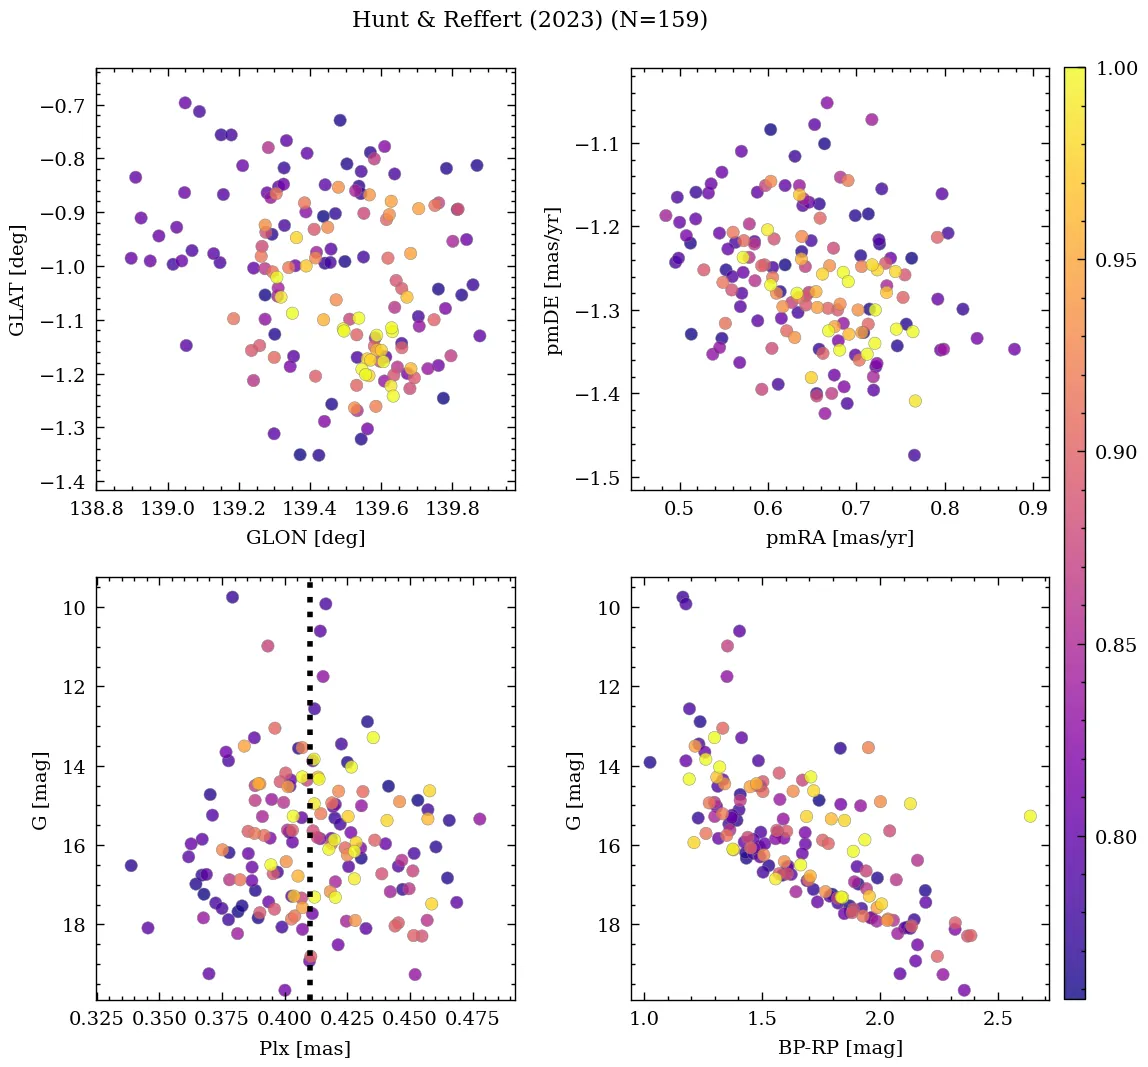 Hunt & Reffert (2023) (N=159)
−0.7
−0.8
−0.9
−1.0
−1.1
−1.2
−1.3
−1.4
GLAT [deg]
138.8 139.0 139.2 139.4 139.6 139.8
GLON [deg]
−1.1
−1.2
−1.3
−1.4
−1.5
pmDE [mas/yr]
0.5 0.6 0.7 0.8 0.9
pmRA [mas/yr]
1.00
0.95
0.90
0.85
0.80
10
12
14
16
18
G [mag]
0.325 0.350 0.375 0.400 0.425 0.450 0.475
Plx [mas]
10
12
14
16
18
G [mag]
1.0 1.5 2.0 2.5
BP-RP [mag]